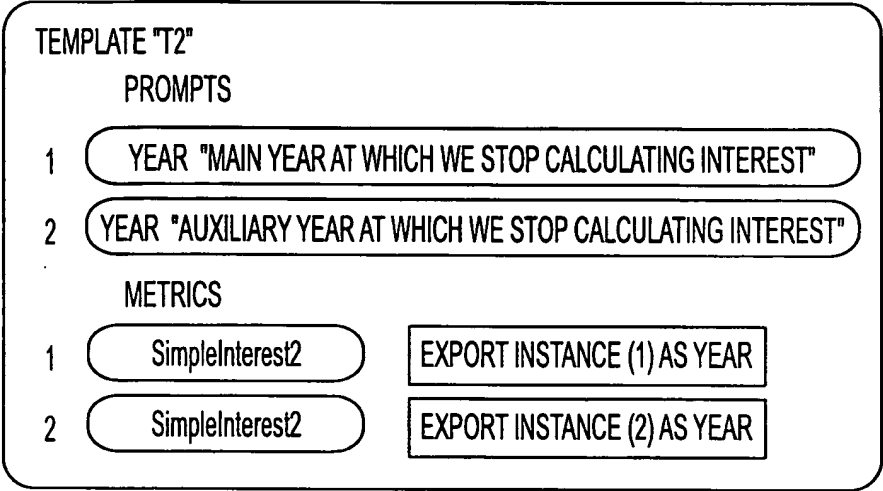 TEMPLATE "T2"
PROMPTS
1 YEAR "MAIN YEAR AT WHICH WE STOP CALCULATING INTEREST"
2 YEAR "AUXILIARY YEAR AT WHICH WE STOP CALCULATING INTEREST"
METRICS
1 SimpleInterest2 EXPORT INSTANCE (1) AS YEAR
2 SimpleInterest2 EXPORT INSTANCE (2) AS YEAR